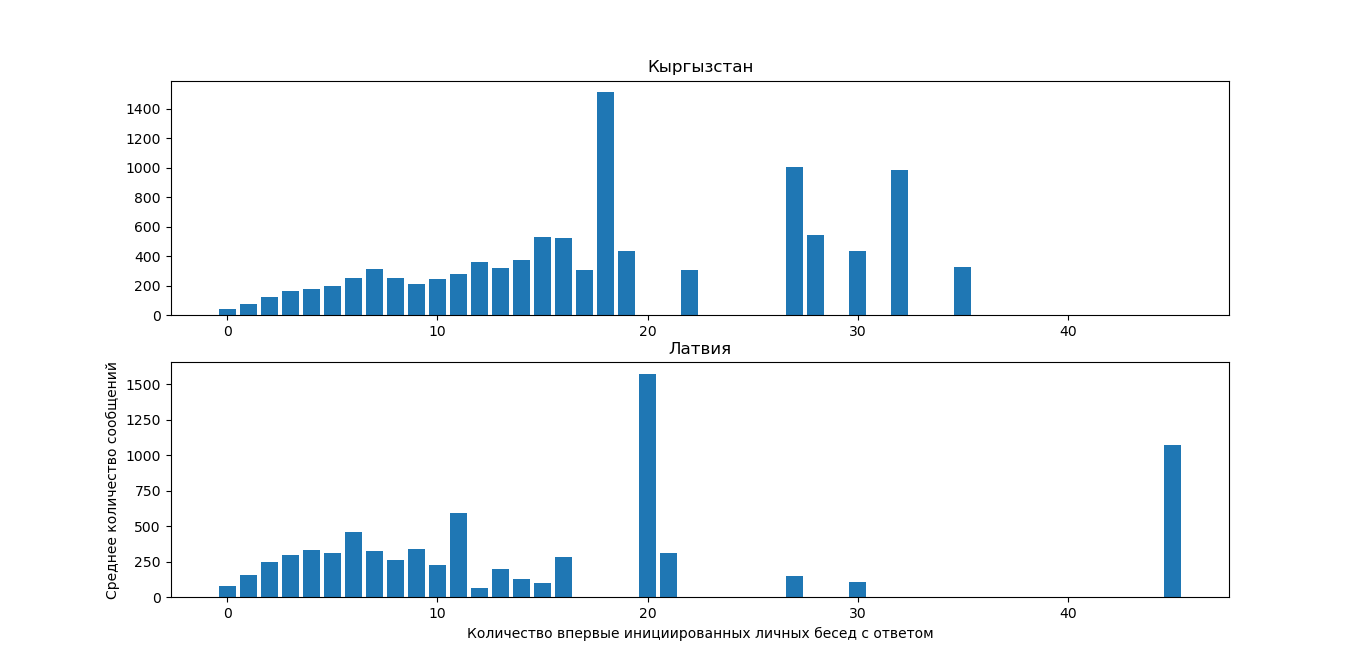 Кыргызстан
1400
1200
1000
800
600
400
200
0
0 10 20 30 40
Латвия
Среднее количество сообщений
1500
1250
1000
750
500
250
0
0 10 20 30 40
Количество впервые инициированных личных бесед с ответом